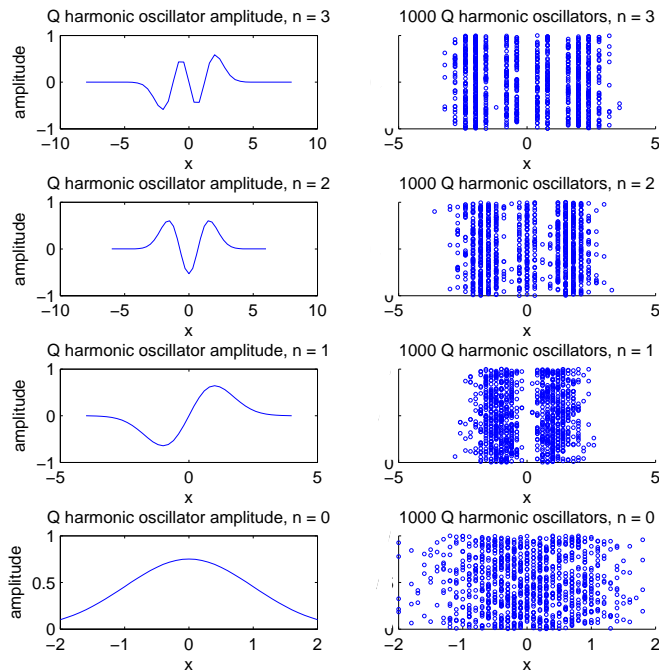 Q harmonic oscillator amplitude, n = 3
1
0
−1
amplitude
−10 −5 0 5 10
x
1000 Q harmonic oscillators, n = 3
−5 0 5
x
Q harmonic oscillator amplitude, n = 2
1
0
−1
amplitude
−10 −5 0 5 10
x
1000 Q harmonic oscillators, n = 2
−5 0 5
x
Q harmonic oscillator amplitude, n = 1
1
0
−1
amplitude
−5 0 5
x
1000 Q harmonic oscillators, n = 1
−5 0 5
x
Q harmonic oscillator amplitude, n = 0
1
0.5
0
amplitude
−2 −1 0 1 2
x
1000 Q harmonic oscillators, n = 0
−2 −1 0 1 2
x